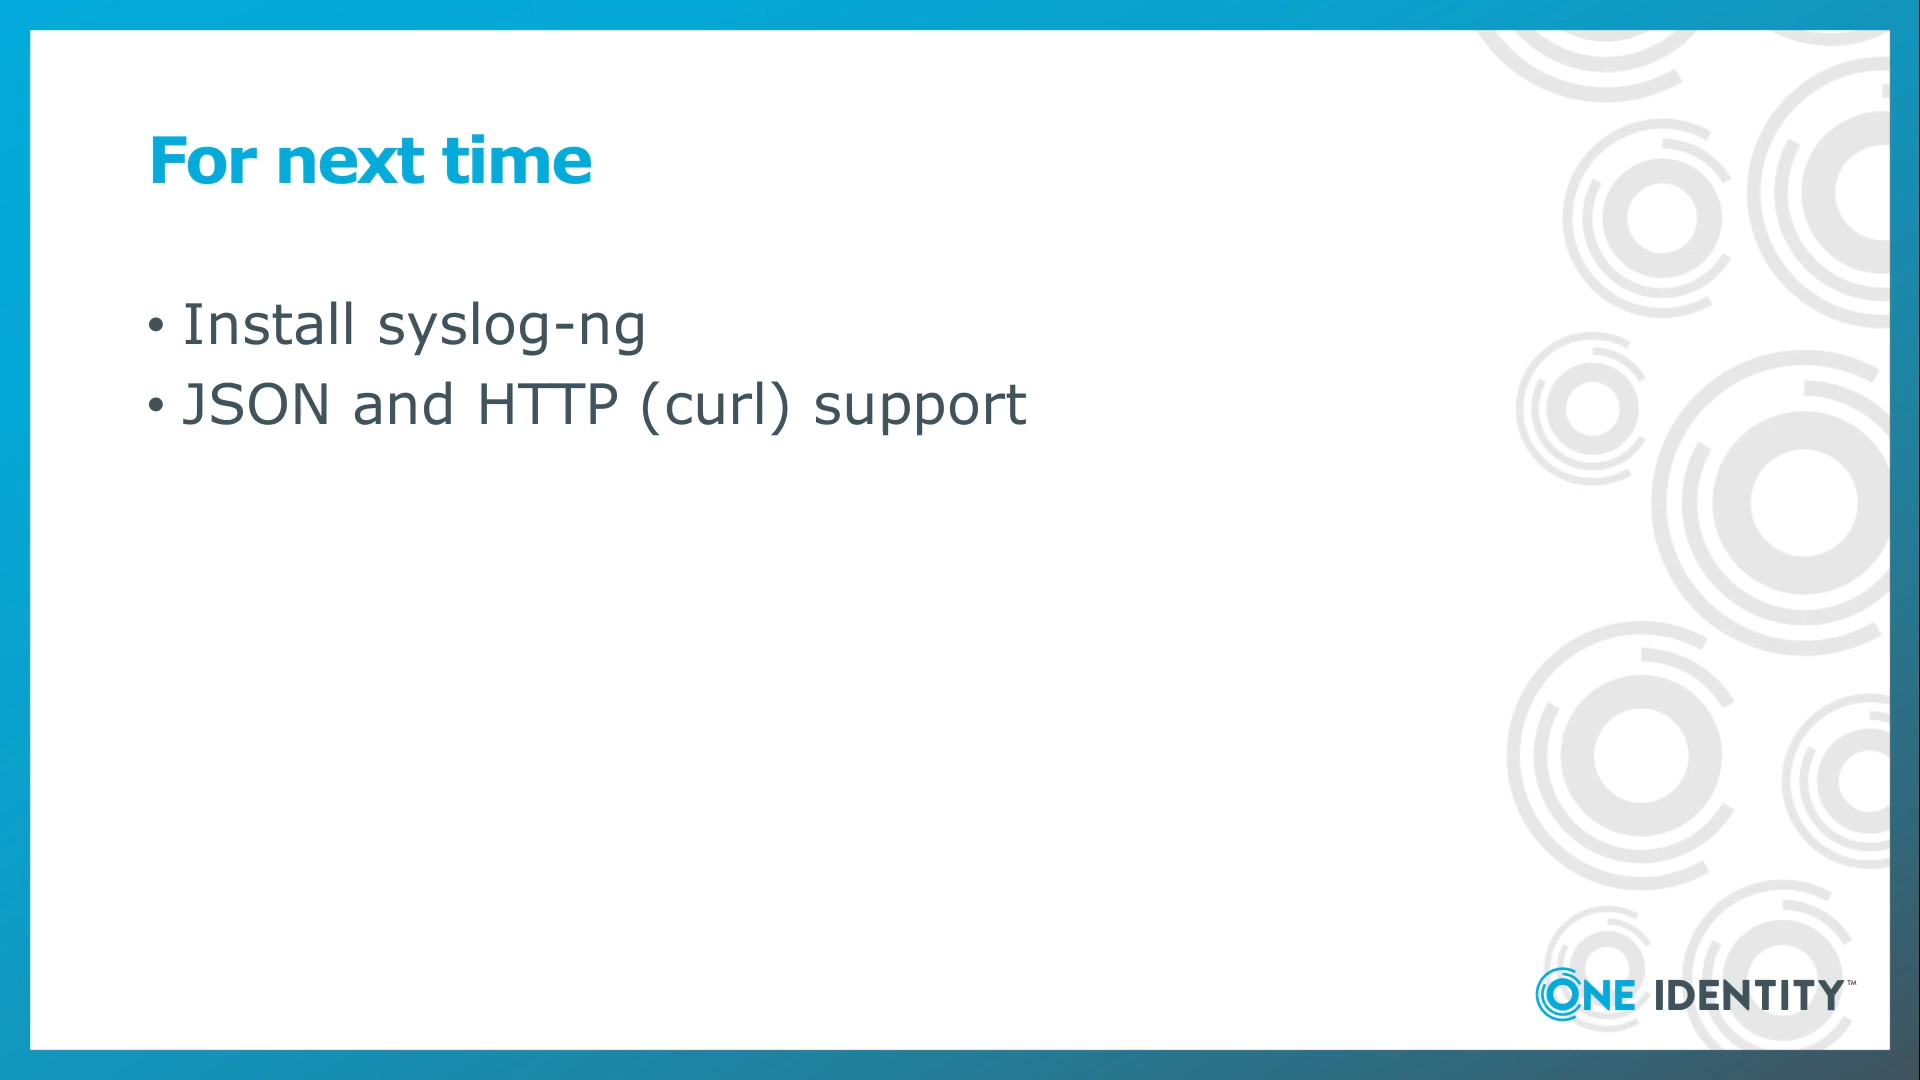 For next time
• Install syslog-ng
• JSON and HTTP (curl) support
ONE IDENTITY™